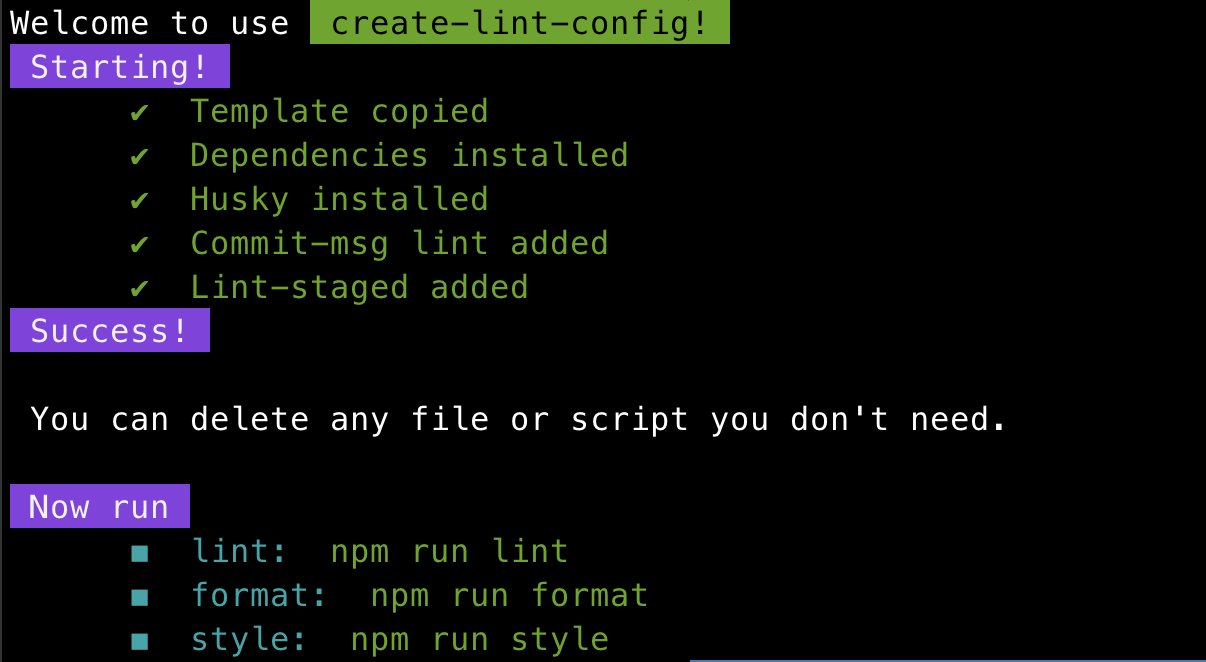 Welcome to use create-lint-config!
Starting!
✔ Template copied
✔ Dependencies installed
✔ Husky installed
✔ Commit-msg lint added
✔ Lint-staged added
Success!
You can delete any file or script you don't need.
Now run
■ lint: npm run lint
■ format: npm run format
■ style: npm run style